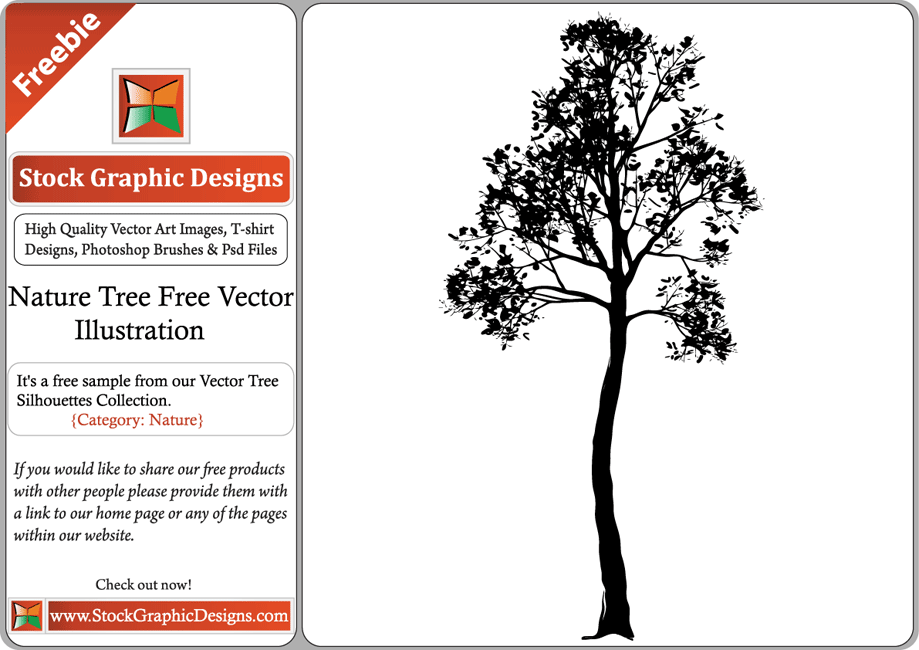 Freebie
Stock Graphic Designs
High Quality Vector Art Images, T-shirt
Designs, Photoshop Brushes & Psd Files
Nature Tree Free Vector
Illustration
It's a free sample from our Vector Tree
Silhouettes Collection.
{Category: Nature}
If you would like to share our free products
with other people please provide them with
a link to our home page or any of the pages
within our website.
Check out now!
www.StockGraphicDesigns.com